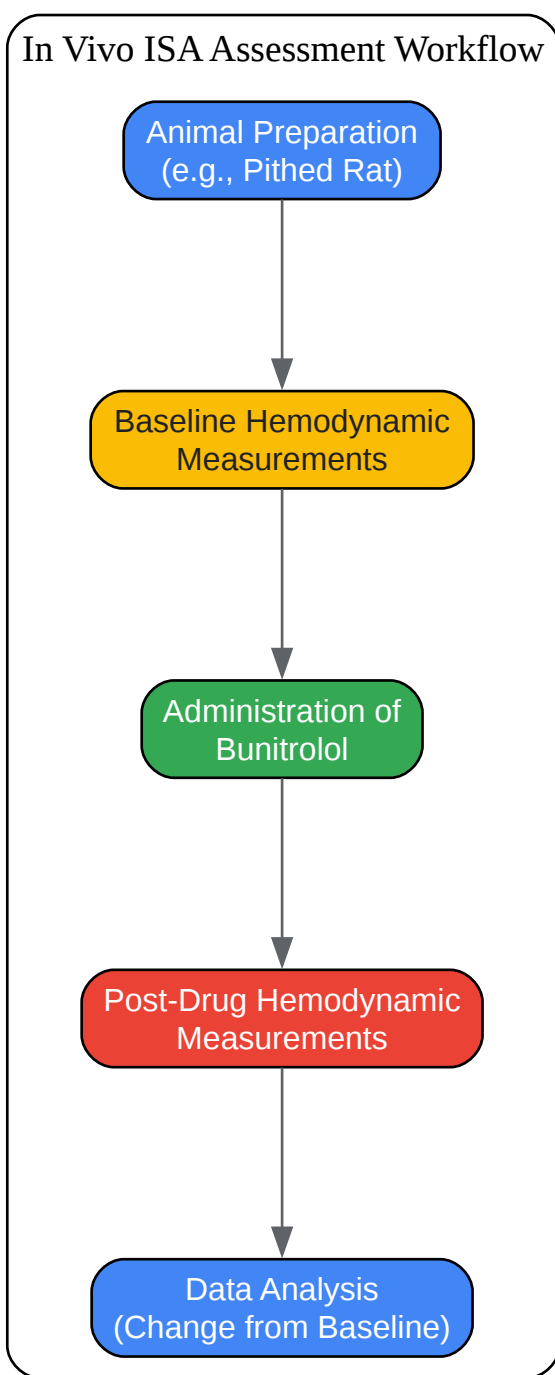 In Vivo ISA Assessment Workflow
Animal Preparation
(e.g., Pithed Rat)
Baseline Hemodynamic
Measurements
Administration of
Bunitrolol
Post-Drug Hemodynamic
Measurements
Data Analysis
(Change from Baseline)